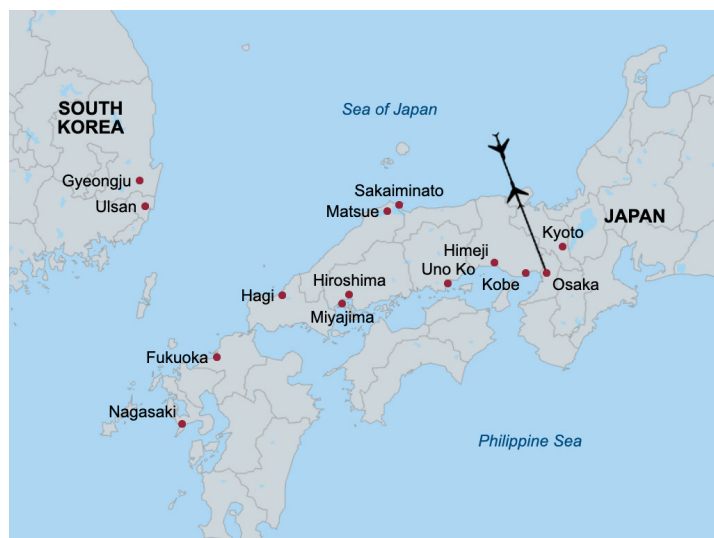 SOUTH
KOREA
Sea of Japan
Gyeongju
Ulsan
Sakaiminato
Matsue
JAPAN
Kyoto
Himeji
Uno Ko
Kobe
Osaka
Hiroshima
Hagi
Miyajima
Fukuoka
Nagasaki
Philippine Sea